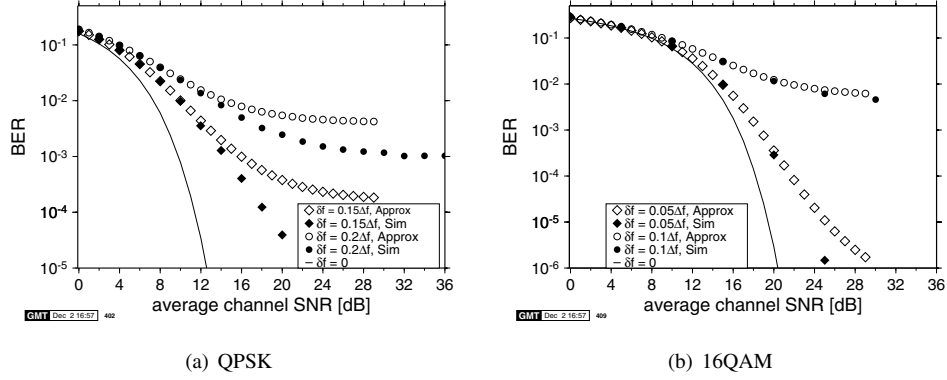 BER
10-1
10-2
10-3
10-4
10-5
0 4 8 12 16 20 24 28 32 36
average channel SNR [dB]
δf = 0.15Δf, Approx
δf = 0.15Δf, Sim
δf = 0.2Δf, Approx
δf = 0.2Δf, Sim
δf = 0
GMT Dec 2 16:57 402
(a) QPSK
BER
10-1
10-2
10-3
10-4
10-5
10-6
0 4 8 12 16 20 24 28 32 36
average channel SNR [dB]
δf = 0.05Δf, Approx
δf = 0.05Δf, Sim
δf = 0.1Δf, Approx
δf = 0.1Δf, Sim
δf = 0
GMT Dec 2 16:57 409
(b) 16QAM